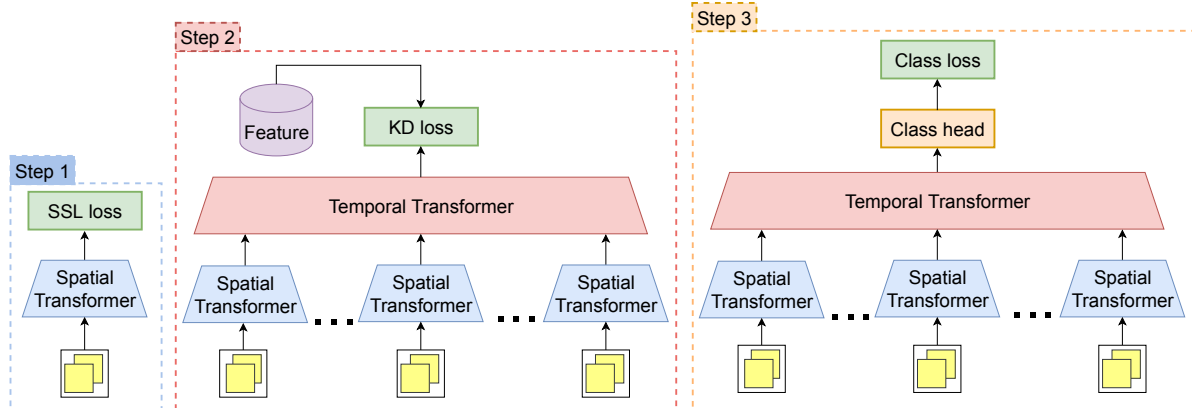 Step 1
SSL loss
Spatial
Transformer
Step 2
Feature
KD loss
Temporal Transformer
Spatial
Transformer
Spatial
Transformer
Spatial
Transformer
Step 3
Class loss
Class head
Temporal Transformer
Spatial
Transformer
Spatial
Transformer
Spatial
Transformer